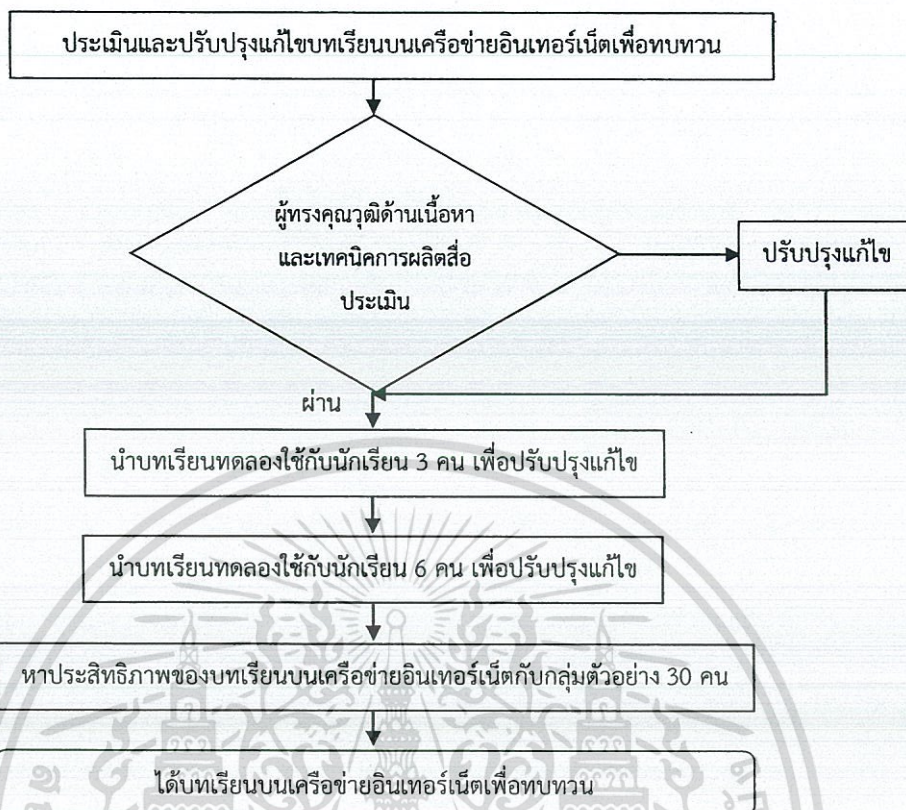 ประเมินและปรับปรุงแก้ไขบทเรียนบนเครือข่ายอินเทอร์เน็ตเพื่อทบทวน
ผู้ทรงคุณวุฒิด้านเนื้อหา
และเทคนิคการผลิตสื่อ
ประเมิน
ปรับปรุงแก้ไข
ผ่าน
นำบทเรียนทดลองใช้กับนักเรียน 3 คน เพื่อปรับปรุงแก้ไข
นำบทเรียนทดลองใช้กับนักเรียน 6 คน เพื่อปรับปรุงแก้ไข
หาประสิทธิภาพของบทเรียนบนเครือข่ายอินเทอร์เน็ตกับกลุ่มตัวอย่าง 30 คน
ได้บทเรียนบนเครือข่ายอินเทอร์เน็ตเพื่อทบทวน